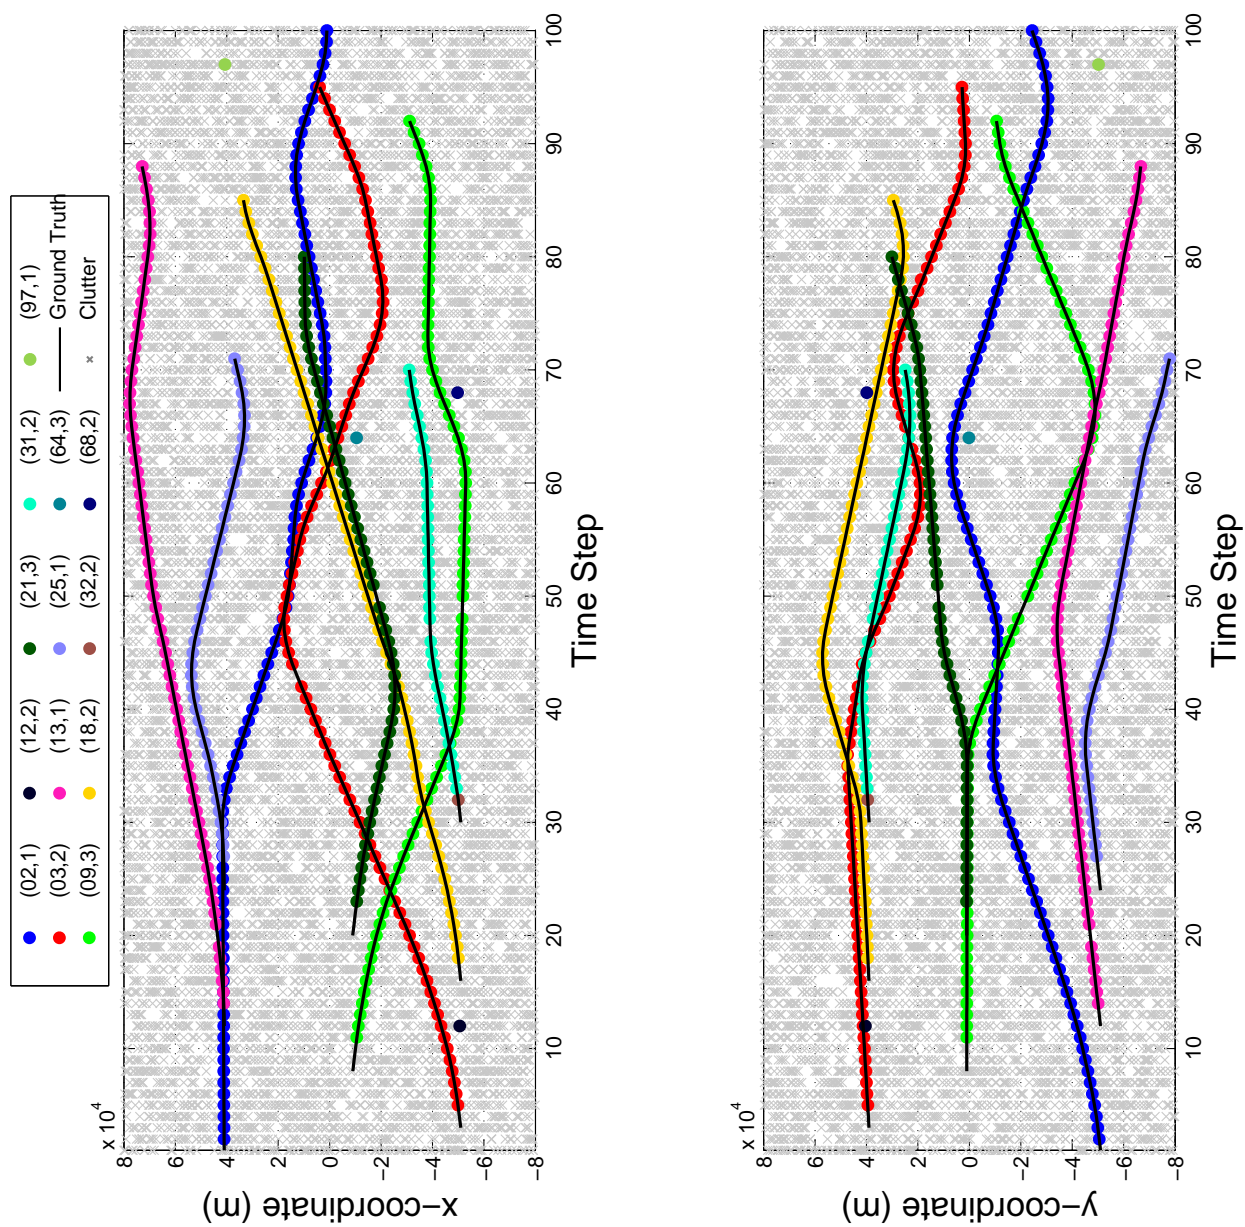 (02,1) (12,2) (21,3) (31,2) (97,1)
(03,2) (13,1) (25,1) (64,3) Ground Truth
(09,3) (18,2) (32,2) (68,2) Clutter
x 10^4
8
6
4
2
0
−2
−4
−6
−8
x−coordinate (m)
10 20 30 40 50 60 70 80 90 100
Time Step
x 10^4
8
6
4
2
0
−2
−4
−6
−8
y−coordinate (m)
10 20 30 40 50 60 70 80 90 100
Time Step